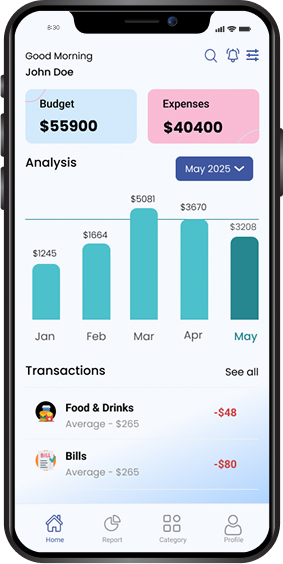 8:30
Good Morning
John Doe
Budget
$55900
Expenses
$40400
Analysis
May 2025
$1245
$1664
$5081
$3670
$3208
Jan
Feb
Mar
Apr
May
Transactions
See all
Food & Drinks
Average - $265
-$48
BILL
Bills
Average - $265
-$80
Home
Report
Category
Profile